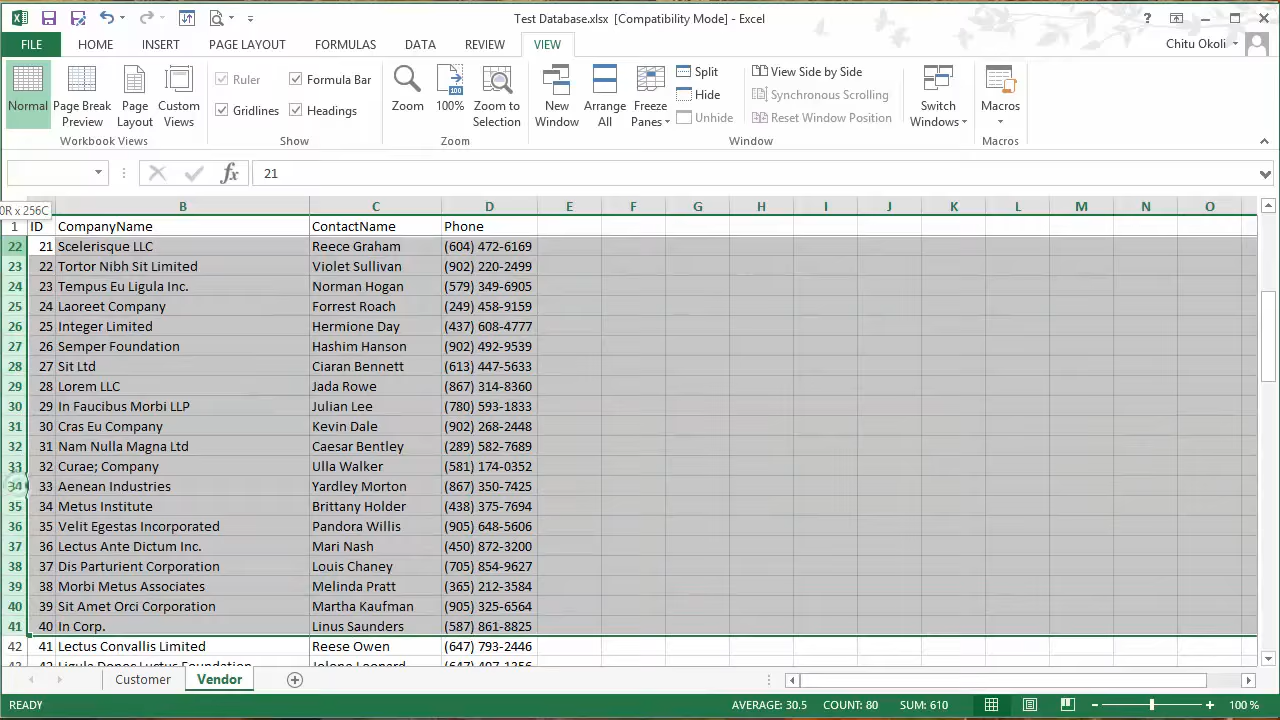 Test Database.xlsx [Compatibility Mode] - Excel
FILE HOME INSERT PAGE LAYOUT FORMULAS DATA REVIEW VIEW Chitu Okoli
Normal Page Break Preview Page Layout Custom Views
Workbook Views
Ruler Formula Bar
Gridlines Headings
Show
Zoom 100% Zoom to Selection
Zoom
New Window Arrange All Freeze Panes
Split
Hide
Unhide
View Side by Side
Synchronous Scrolling
Reset Window Position
Switch Windows
Window
Macros
Macros
fx 21
0R x 256C
B C D E F G H I J K L M N O
1 ID CompanyName ContactName Phone
22 21 Scelerisque LLC Reece Graham (604) 472-6169
23 22 Tortor Nibh Sit Limited Violet Sullivan (902) 220-2499
24 23 Tempus Eu Ligula Inc. Norman Hogan (579) 349-6905
25 24 Laoreet Company Forrest Roach (249) 458-9159
26 25 Integer Limited Hermione Day (437) 608-4777
27 26 Semper Foundation Hashim Hanson (902) 492-9539
28 27 Sit Ltd Ciaran Bennett (613) 447-5633
29 28 Lorem LLC Jada Rowe (867) 314-8360
30 29 In Faucibus Morbi LLP Julian Lee (780) 593-1833
31 30 Cras Eu Company Kevin Dale (902) 268-2448
32 31 Nam Nulla Magna Ltd Caesar Bentley (289) 582-7689
33 32 Curae; Company Ulla Walker (581) 174-0352
34 33 Aenean Industries Yardley Morton (867) 350-7425
35 34 Metus Institute Brittany Holder (438) 375-7694
36 35 Velit Egestas Incorporated Pandora Willis (905) 648-5606
37 36 Lectus Ante Dictum Inc. Mari Nash (450) 872-3200
38 37 Dis Parturient Corporation Louis Chaney (705) 854-9627
39 38 Morbi Metus Associates Melinda Pratt (365) 212-3584
40 39 Sit Amet Orci Corporation Martha Kaufman (905) 325-6564
41 40 In Corp. Linus Saunders (587) 861-8825
42 41 Lectus Convallis Limited Reese Owen (647) 793-2446
Customer Vendor
READY AVERAGE: 30.5 COUNT: 80 SUM: 610 100 %